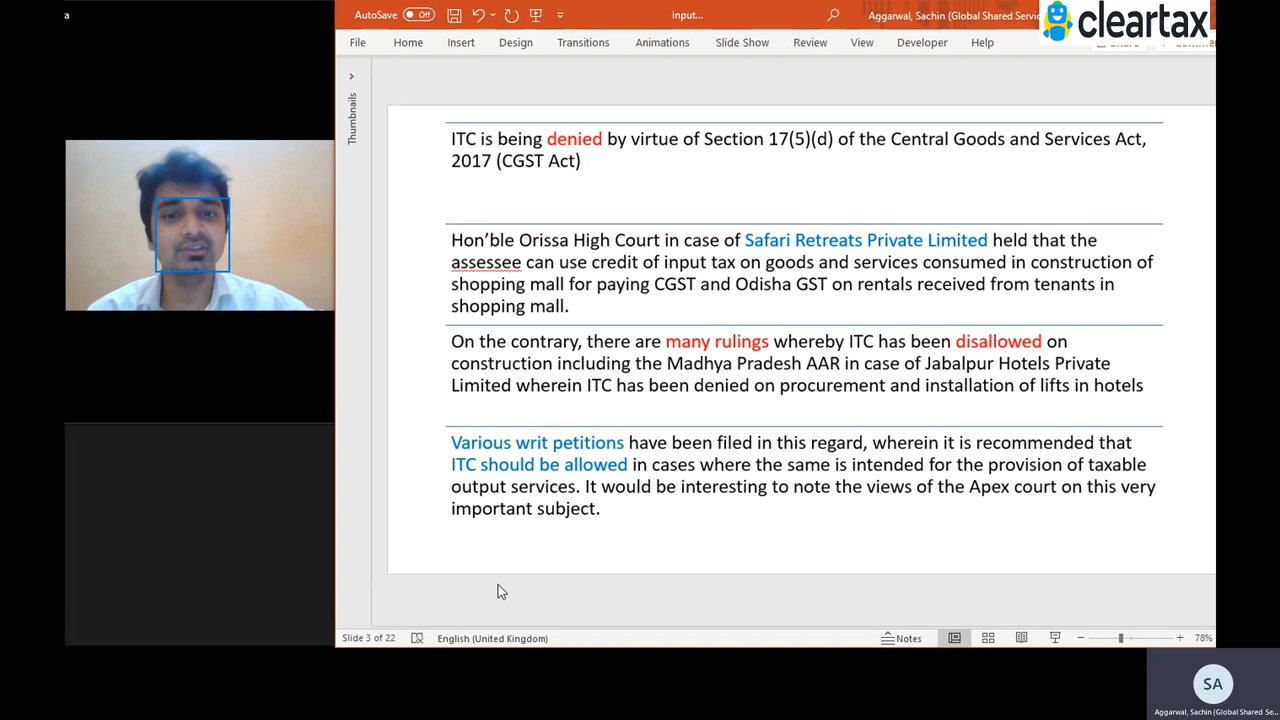 a
AutoSave Off
Input...
Aggarwal, Sachin (Global Shared Servi
cleartax
File Home Insert Design Transitions Animations Slide Show Review View Developer Help
Thumbnails
ITC is being denied by virtue of Section 17(5)(d) of the Central Goods and Services Act,
2017 (CGST Act)
Hon’ble Orissa High Court in case of Safari Retreats Private Limited held that the
assessee can use credit of input tax on goods and services consumed in construction of
shopping mall for paying CGST and Odisha GST on rentals received from tenants in
shopping mall.
On the contrary, there are many rulings whereby ITC has been disallowed on
construction including the Madhya Pradesh AAR in case of Jabalpur Hotels Private
Limited wherein ITC has been denied on procurement and installation of lifts in hotels
Various writ petitions have been filed in this regard, wherein it is recommended that
ITC should be allowed in cases where the same is intended for the provision of taxable
output services. It would be interesting to note the views of the Apex court on this very
important subject.
Slide 3 of 22
English (United Kingdom)
Notes
78%
SA
Aggarwal, Sachin (Global Shared Se...